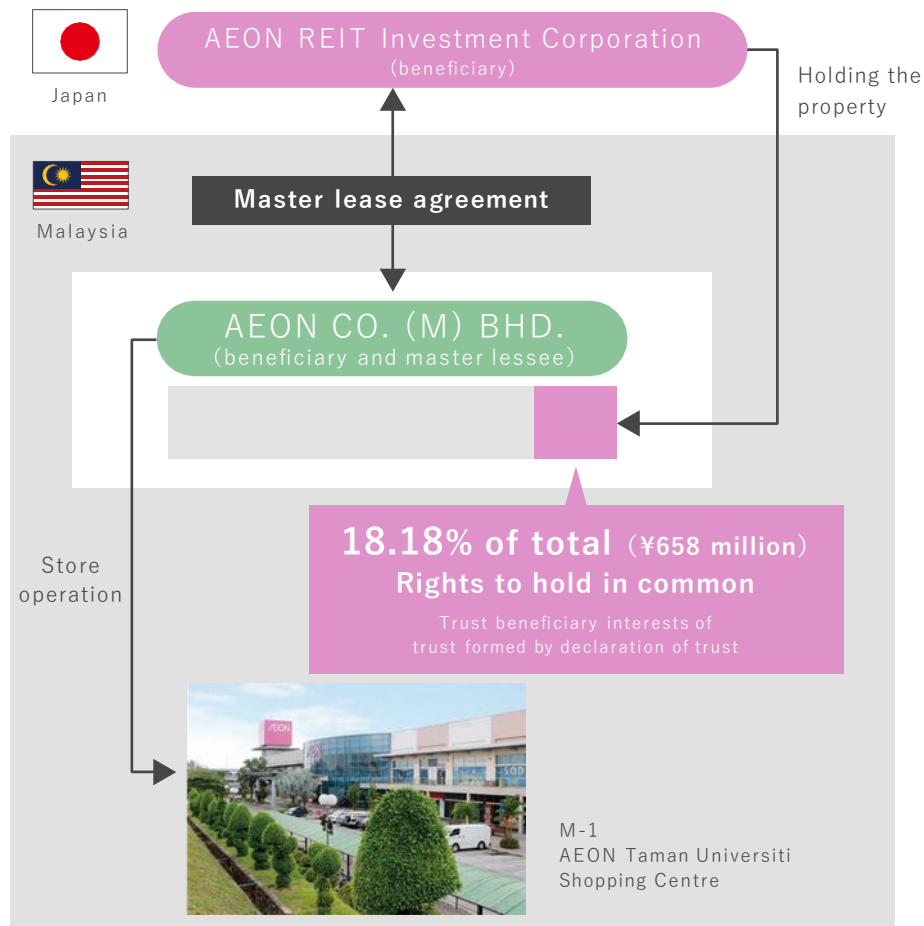 AEON REIT Investment Corporation
(beneficiary)
Japan
Holding the
property
Malaysia
Master lease agreement
AEON CO. (M) BHD.
(beneficiary and master lessee)
18.18% of total (¥658 million)
Rights to hold in common
Trust beneficiary interests of
trust formed by declaration of trust
Store
operation
AEON
M-1
AEON Taman Universiti
Shopping Centre